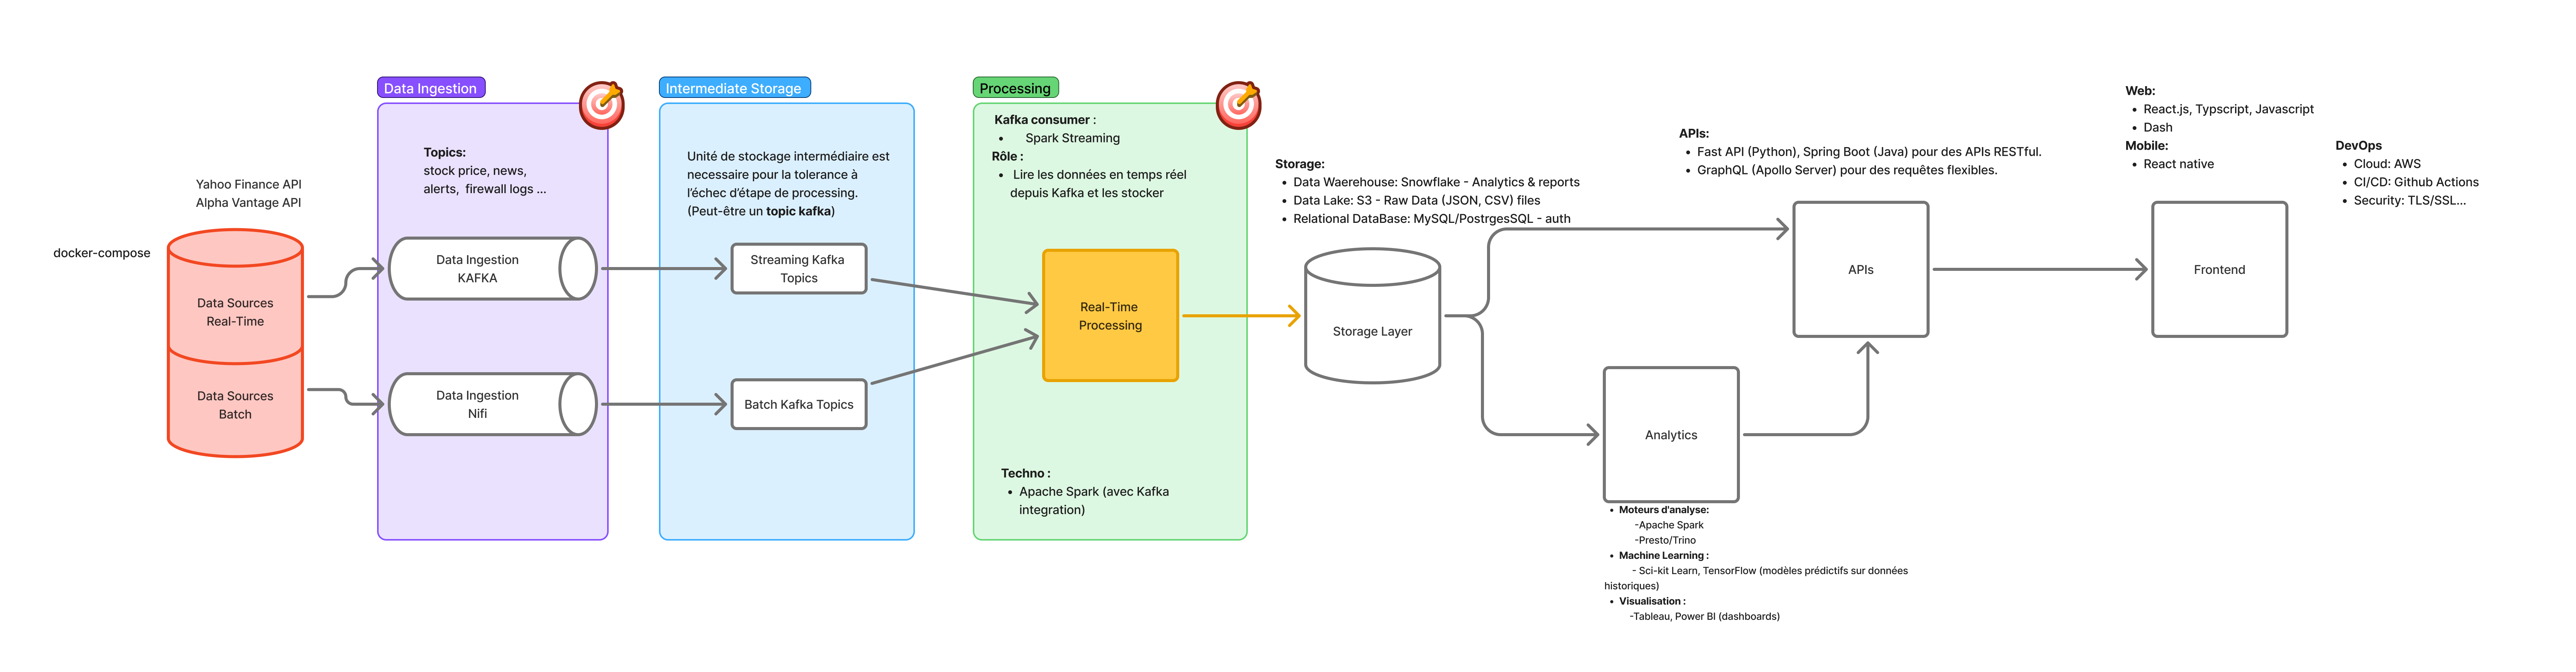 docker-compose
Yahoo Finance API
Alpha Vantage API
Data Sources
Real-Time
Data Sources
Batch
Data Ingestion
Topics:
stock price, news,
alerts,  firewall logs ...
Data Ingestion
KAFKA
Data Ingestion
Nifi
Intermediate Storage
Unité de stockage intermédiaire est
necessaire pour la tolerance à
l'échec d'étape de processing.
(Peut-être un topic kafka)
Streaming Kafka
Topics
Batch Kafka Topics
Processing
Kafka consumer :
• Spark Streaming
Rôle :
• Lire les données en temps réel
depuis Kafka et les stocker
Real-Time
Processing
Techno :
• Apache Spark (avec Kafka
integration)
Storage:
• Data Waerehouse: Snowflake - Analytics & reports
• Data Lake: S3 - Raw Data (JSON, CSV) files
• Relational DataBase: MySQL/PostrgesSQL - auth
Storage Layer
Analytics
• Moteurs d'analyse:
-Apache Spark
-Presto/Trino
• Machine Learning :
- Sci-kit Learn, TensorFlow (modèles prédictifs sur données
historiques)
• Visualisation :
-Tableau, Power BI (dashboards)
APIs:
• Fast API (Python), Spring Boot (Java) pour des APIs RESTful.
• GraphQL (Apollo Server) pour des requêtes flexibles.
APIs
Web:
• React.js, Typscript, Javascript
• Dash
Mobile:
• React native
Frontend
DevOps
• Cloud: AWS
• CI/CD: Github Actions
• Security: TLS/SSL...